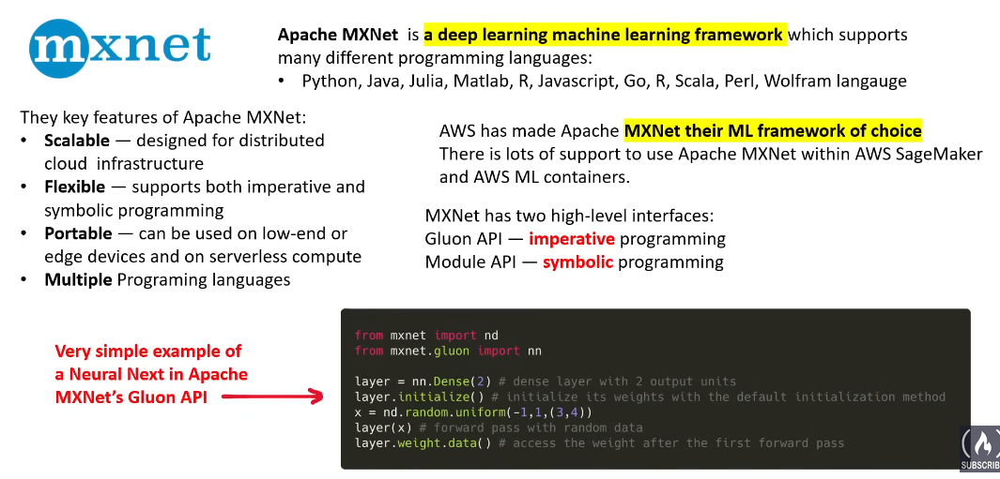 mxnet
Apache MXNet is a deep learning machine learning framework which supports
many different programming languages:
• Python, Java, Julia, Matlab, R, Javascript, Go, R, Scala, Perl, Wolfram langauge
They key features of Apache MXNet:
• Scalable — designed for distributed
cloud infrastructure
• Flexible — supports both imperative and
symbolic programming
• Portable — can be used on low-end or
edge devices and on serverless compute
• Multiple Programing languages
AWS has made Apache MXNet their ML framework of choice
There is lots of support to use Apache MXNet within AWS SageMaker
and AWS ML containers.
MXNet has two high-level interfaces:
Gluon API — imperative programming
Module API — symbolic programming
Very simple example of
a Neural Next in Apache
MXNet's Gluon API
from mxnet import nd
from mxnet.gluon import nn
layer = nn.Dense(2) # dense layer with 2 output units
layer.initialize() # initialize its weights with the default initialization method
x = nd.random.uniform(-1,1,(3,4))
layer(x) # forward pass with random data
layer.weight.data() # access the weight after the first forward pass
SUBSCRIB